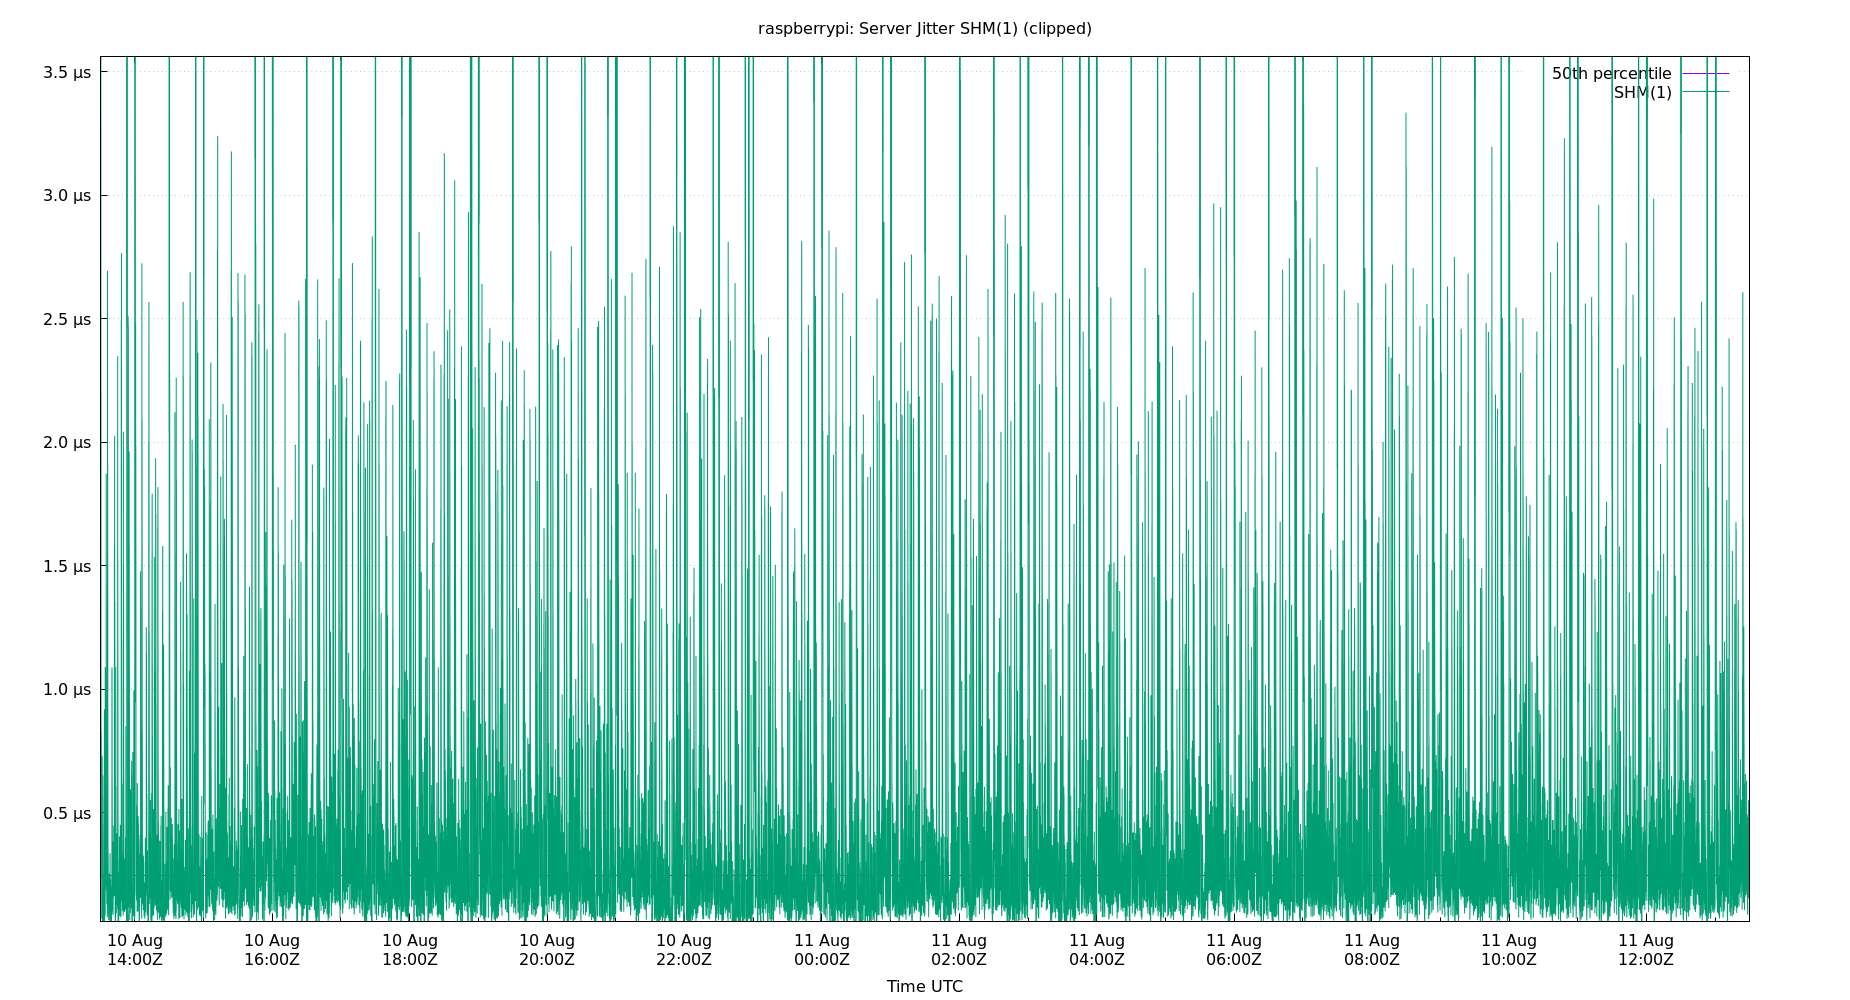 raspberrypi: Server Jitter SHM(1) (clipped)
3.5 µs
50th percentile
SHM(1)
3.0 µs
2.5 µs
2.0 µs
1.5 µs
1.0 µs
0.5 µs
10 Aug 10 Aug 10 Aug 10 Aug 10 Aug 11 Aug 11 Aug 11 Aug 11 Aug 11 Aug 11 Aug 11 Aug
14:00Z 16:00Z 18:00Z 20:00Z 22:00Z 00:00Z 02:00Z 04:00Z 06:00Z 08:00Z 10:00Z 12:00Z
Time UTC